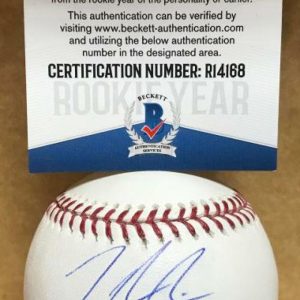 from the rookie year of the personality or career.
This authentication can be verified by
visiting www.beckett-authentication.com
and utilizing the below authentication
number in the designated area.
CERTIFICATION NUMBER: R14168
ROOKIE YEAR
BECKETT
B
AUTHENTICATION
SERVICES